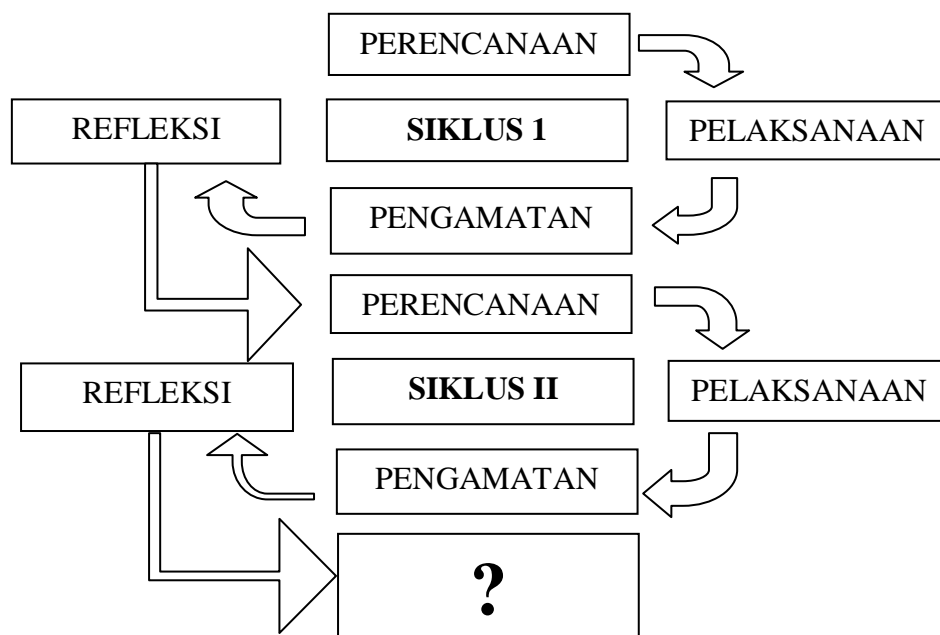 PERENCANAAN
REFLEKSI
SIKLUS 1
PELAKSANAAN
PENGAMATAN
PERENCANAAN
REFLEKSI
SIKLUS II
PELAKSANAAN
PENGAMATAN
?